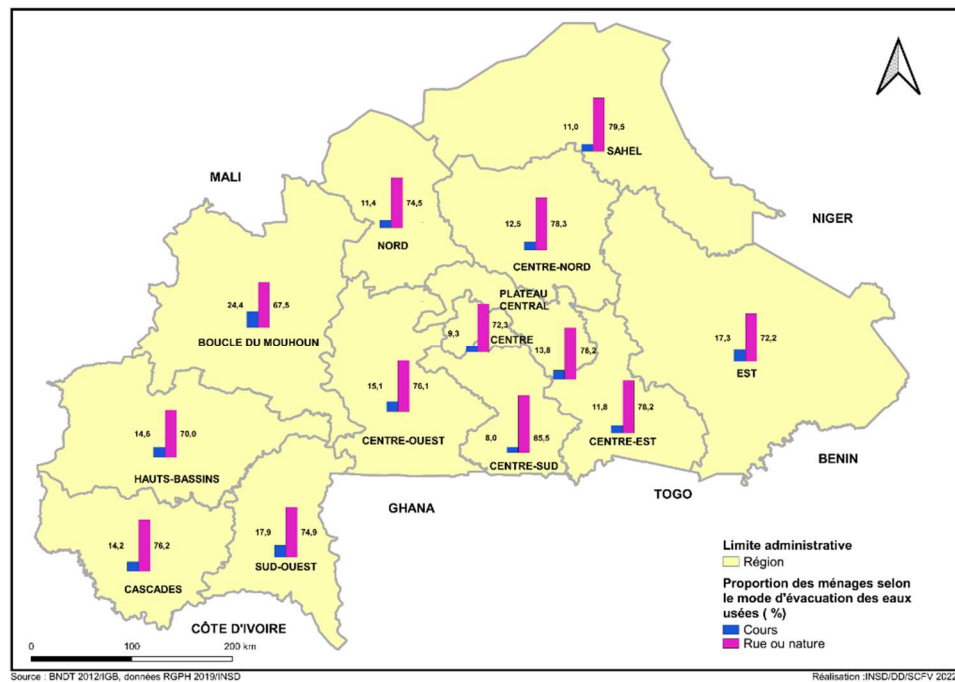 11,0
79,5
SAHEL
MALI
11,4
74,5
NORD
NIGER
12,5
78,3
CENTRE-NORD
24,4
67,5
BOUCLE DU MOUHOUN
PLATEAU
CENTRAL
9,3
72,3
CENTRE
13,8
78,2
17,3
72,2
EST
15,1
76,1
CENTRE-OUEST
11,8
78,2
CENTRE-EST
8,0
85,5
CENTRE-SUD
14,6
70,0
HAUTS-BASSINS
BENIN
TOGO
GHANA
14,2
76,2
CASCADES
17,9
74,9
SUD-OUEST
CÔTE D'IVOIRE
Limite administrative
Région
Proportion des ménages selon
le mode d'évacuation des eaux
usées ( %)
Cours
Rue ou nature
0 100 200 km
Source : BNDT 2012/IGB, données RGPH 2019/INSD
Réalisation :INSD/DD/SCFV 2022